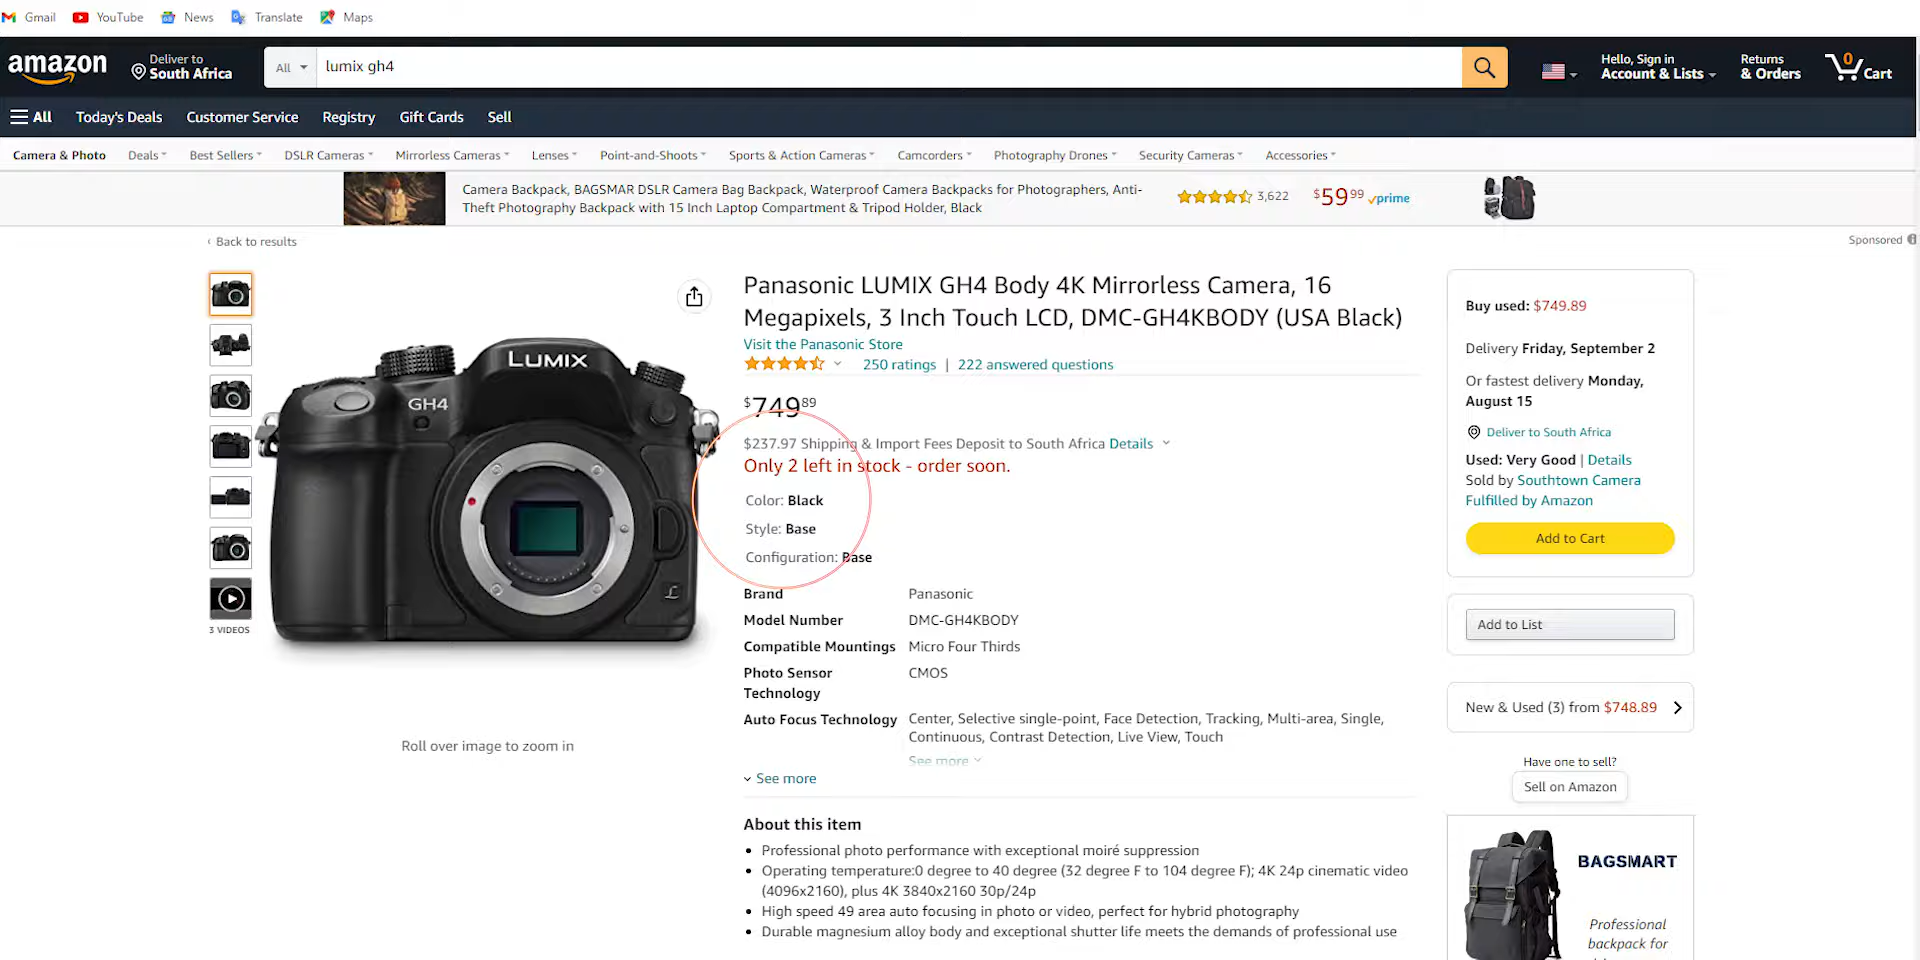 Gmail YouTube News Translate Maps
amazon
Deliver to
South Africa
All
lumix gh4
Hello, Sign in
Account & Lists
Returns
& Orders
0
Cart
All Today's Deals Customer Service Registry Gift Cards Sell
Camera & Photo Deals Best Sellers DSLR Cameras Mirrorless Cameras Lenses Point-and-Shoots Sports & Action Cameras Camcorders Photography Drones Security Cameras Accessories
Camera Backpack, BAGSMAR DSLR Camera Bag Backpack, Waterproof Camera Backpacks for Photographers, Anti-
Theft Photography Backpack with 15 Inch Laptop Compartment & Tripod Holder, Black
3,622
$59.99 prime
‹ Back to results
Sponsored
LUMIX
GH4
L
3 VIDEOS
Roll over image to zoom in
Panasonic LUMIX GH4 Body 4K Mirrorless Camera, 16
Megapixels, 3 Inch Touch LCD, DMC-GH4KBODY (USA Black)
Visit the Panasonic Store
250 ratings | 222 answered questions
$749.89
$237.97 Shipping & Import Fees Deposit to South Africa Details
Only 2 left in stock - order soon.
Color: Black
Style: Base
Configuration: Base
Brand Panasonic
Model Number DMC-GH4KBODY
Compatible Mountings Micro Four Thirds
Photo Sensor CMOS
Technology
Auto Focus Technology Center, Selective single-point, Face Detection, Tracking, Multi-area, Single,
Continuous, Contrast Detection, Live View, Touch
See more
See more
About this item
Professional photo performance with exceptional moiré suppression
Operating temperature:0 degree to 40 degree (32 degree F to 104 degree F); 4K 24p cinematic video
(4096x2160), plus 4K 3840x2160 30p/24p
High speed 49 area auto focusing in photo or video, perfect for hybrid photography
Durable magnesium alloy body and exceptional shutter life meets the demands of professional use
Buy used: $749.89
Delivery Friday, September 2
Or fastest delivery Monday,
August 15
Deliver to South Africa
Used: Very Good | Details
Sold by Southtown Camera
Fulfilled by Amazon
Add to Cart
Add to List
New & Used (3) from $748.89
Have one to sell?
Sell on Amazon
BAGSMART
Professional
backpack for